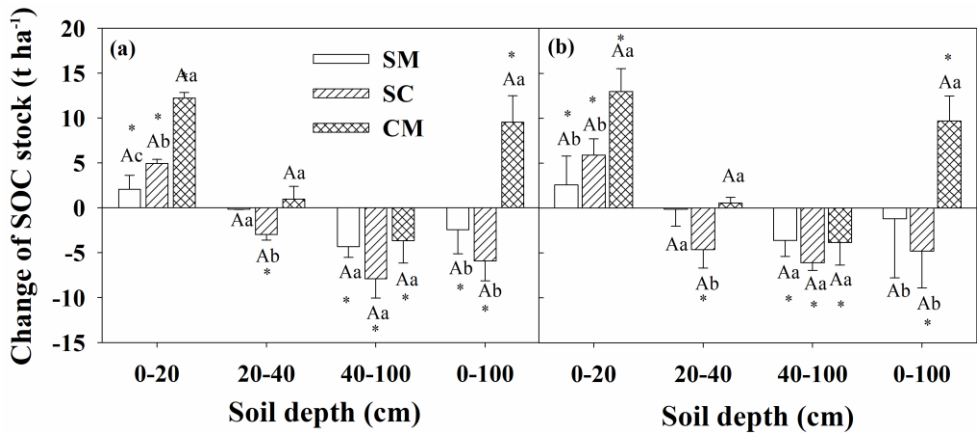 Change of SOC stock (t ha⁻¹)
20
15
10
5
0
-5
-10
-15
(a)
SM
SC
CM
* Ac
* Ab
* Aa
Aa
Ab *
Aa
Aa *
Aa *
Aa *
Ab *
Ab *
* Aa
0-20 20-40 40-100 0-100
Soil depth (cm)
(b)
* Ab
* Ab
* Aa
Aa
Ab *
Aa
Aa *
Aa *
Aa *
Ab
Ab *
* Aa
0-20 20-40 40-100 0-100
Soil depth (cm)